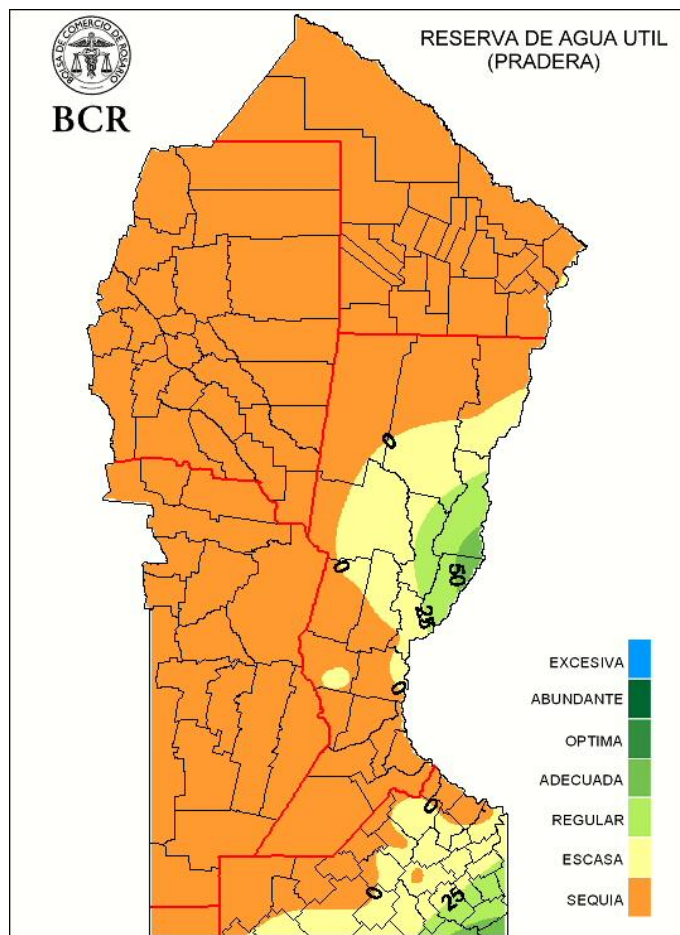 BOLSA DE COMERCIO DE ROSARIO
BCR
RESERVA DE AGUA UTIL
(PRADERA)
0
0
50
25
0
0
0
25
EXCESIVA
ABUNDANTE
OPTIMA
ADECUADA
REGULAR
ESCASA
SEQUIA